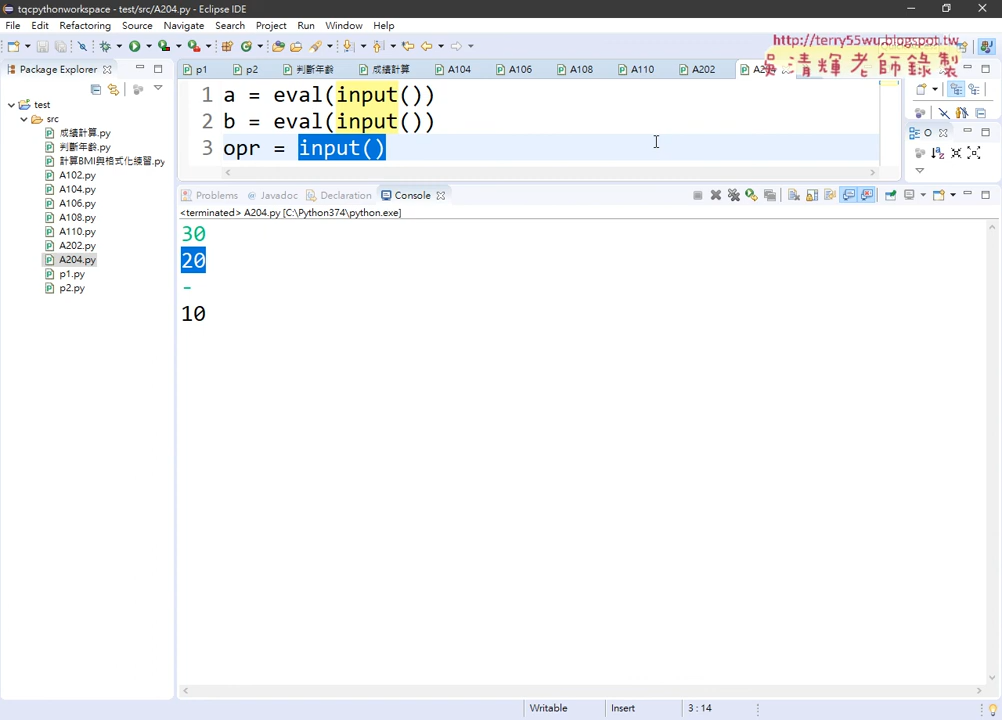 tqcpythonworkspace - test/src/A204.py - Eclipse IDE
File Edit Refactoring Source Navigate Search Project Run Window Help
http://terry55wu.blogspot.tw
吳清輝老師錄製
Package Explorer
p1 p2 判斷年齡 成績計算 A104 A106 A108 A110 A202
test
src
成績計算.py
判斷年齡.py
計算BMI與格式化練習.py
A102.py
A104.py
A106.py
A108.py
A110.py
A202.py
A204.py
p1.py
p2.py
1 a = eval(input())
2 b = eval(input())
3 opr = input()
Problems Javadoc Declaration Console
<terminated> A204.py [C:\Python374\python.exe]
30
20
-
10
Writable Insert 3 : 14